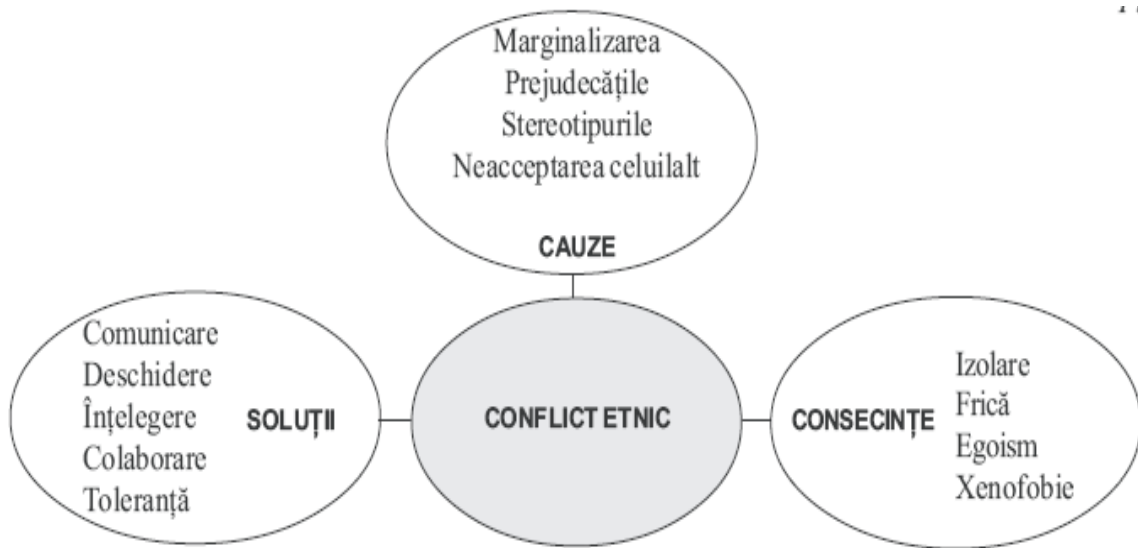 Marginalizarea
Prejudecățile
Stereotipurile
Neacceptarea celuilalt
CAUZE
Comunicare
Deschidere
Înțelegere
Colaborare
Toleranță
SOLUȚII
CONFLICT ETNIC
CONSECINȚE
Izolare
Frică
Egoism
Xenofobie